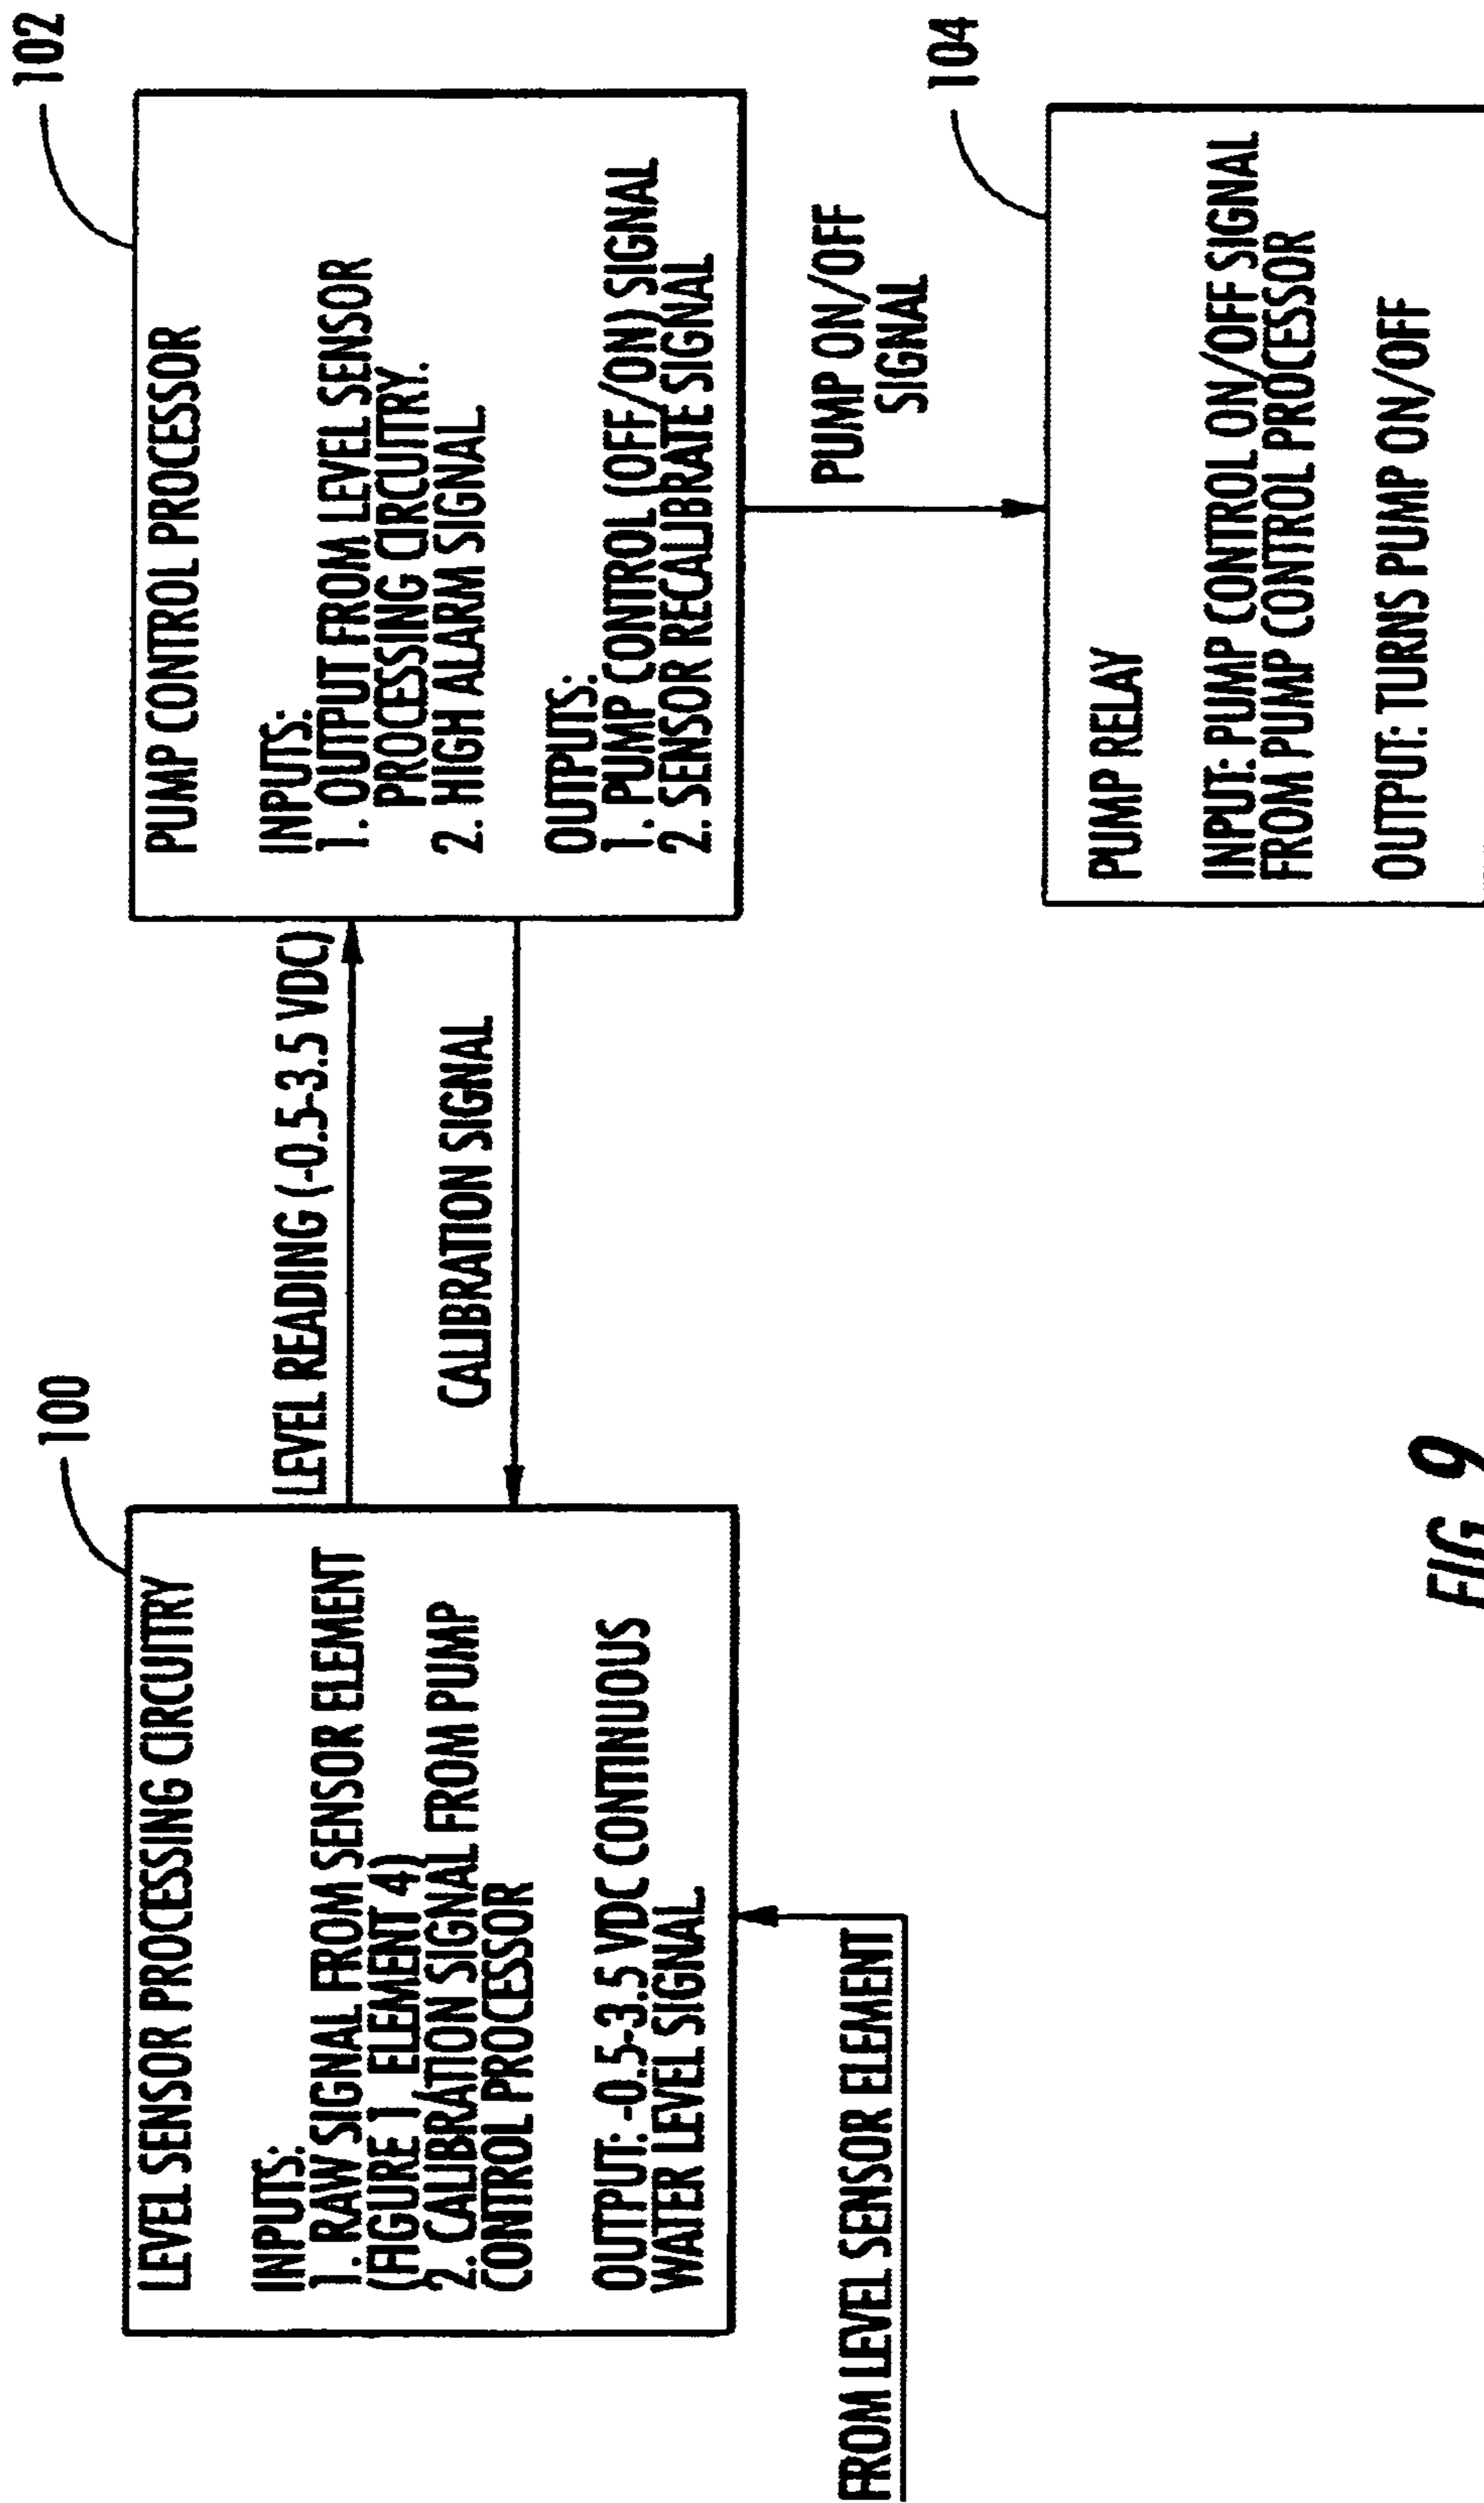 100
LEVEL SENSOR PROCESSING CIRCUITRY
INPUTS:
1. RAW SIGNAL FROM SENSOR ELEMENT
(FIGURE 1, ELEMENT 4)
2. CALIBRATION SIGNAL FROM PUMP
CONTROL PROCESSOR
OUTPUT: -0.5-3.5 VDC CONTINUOUS
WATER LEVEL SIGNAL
FROM LEVEL SENSOR ELEMENT
LEVEL READING (-0.5-3.5 VDC)
CALIBRATION SIGNAL
102
PUMP CONTROL PROCESSOR
INPUTS:
1. OUTPUT FROM LEVEL SENSOR
PROCESSING CIRCUITRY.
2. HIGH ALARM SIGNAL
OUTPUTS:
1. PUMP CONTROL (OFF/ON) SIGNAL
2. SENSOR RECALIBRATE SIGNAL
PUMP ON/OFF
SIGNAL
104
PUMP RELAY
INPUT: PUMP CONTROL ON/OFF SIGNAL
FROM PUMP CONTROL PROCESSOR
OUTPUT: TURNS PUMP ON/OFF
FIG 9